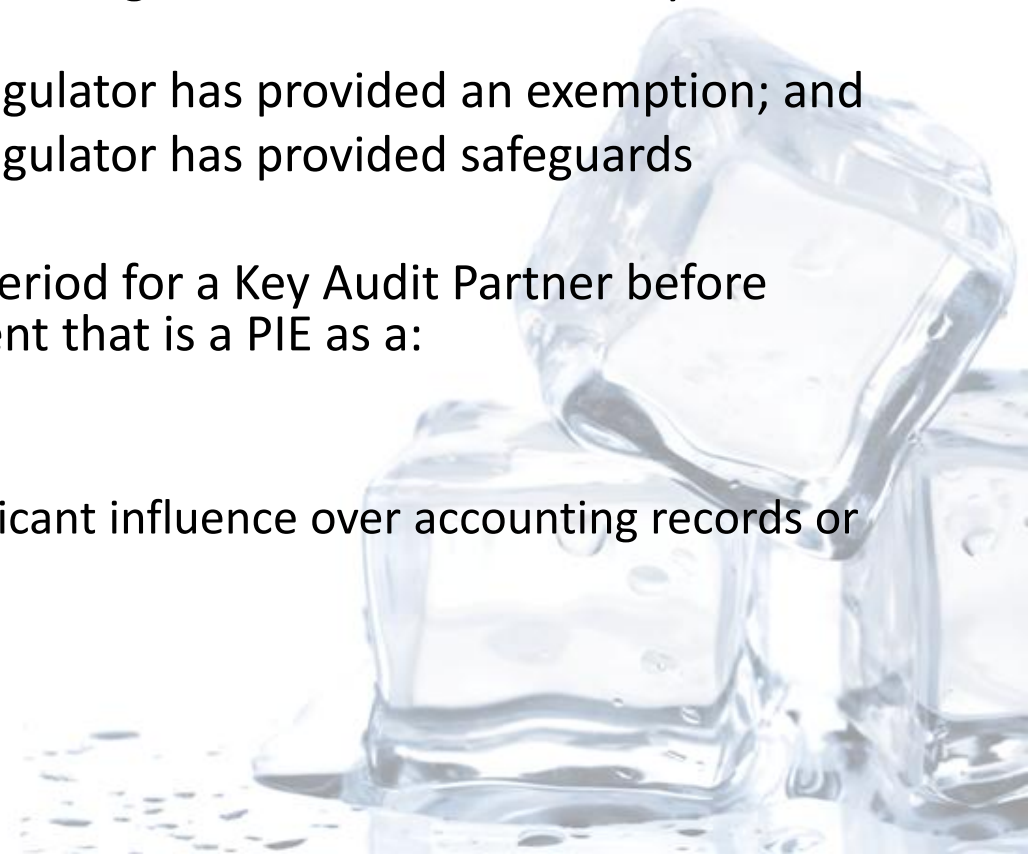 gulator has provided an exemption; and
gulator has provided safeguards
eriod for a Key Audit Partner before
ent that is a PIE as a:
icant influence over accounting records or